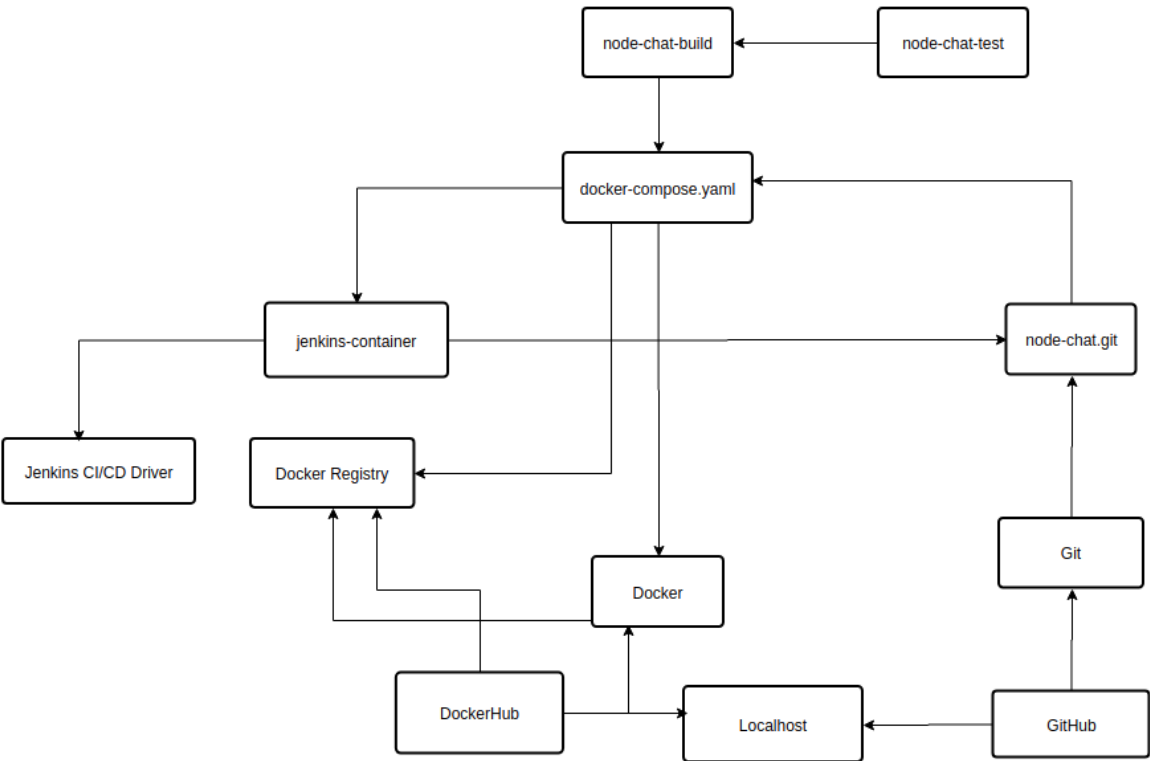 node-chat-build
node-chat-test
docker-compose.yaml
jenkins-container
node-chat.git
Jenkins CI/CD Driver
Docker Registry
Git
Docker
DockerHub
Localhost
GitHub